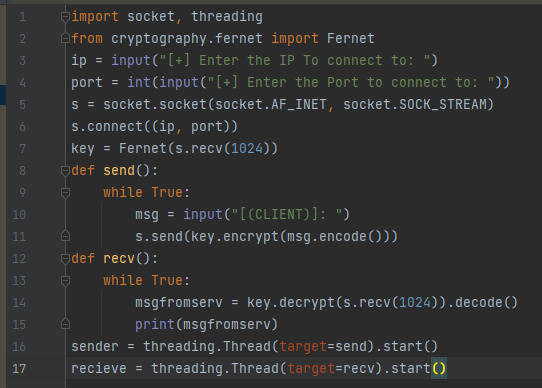 1 import socket, threading
2 from cryptography.fernet import Fernet
3 ip = input("[+] Enter the IP To connect to: ")
4 port = int(input("[+] Enter the Port to connect to: "))
5 s = socket.socket(socket.AF_INET, socket.SOCK_STREAM)
6 s.connect((ip, port))
7 key = Fernet(s.recv(1024))
8 def send():
9     while True:
10         msg = input("[(CLIENT)]: ")
11         s.send(key.encrypt(msg.encode()))
12 def recv():
13     while True:
14         msgfromserv = key.decrypt(s.recv(1024)).decode()
15         print(msgfromserv)
16 sender = threading.Thread(target=send).start()
17 recieve = threading.Thread(target=recv).start()